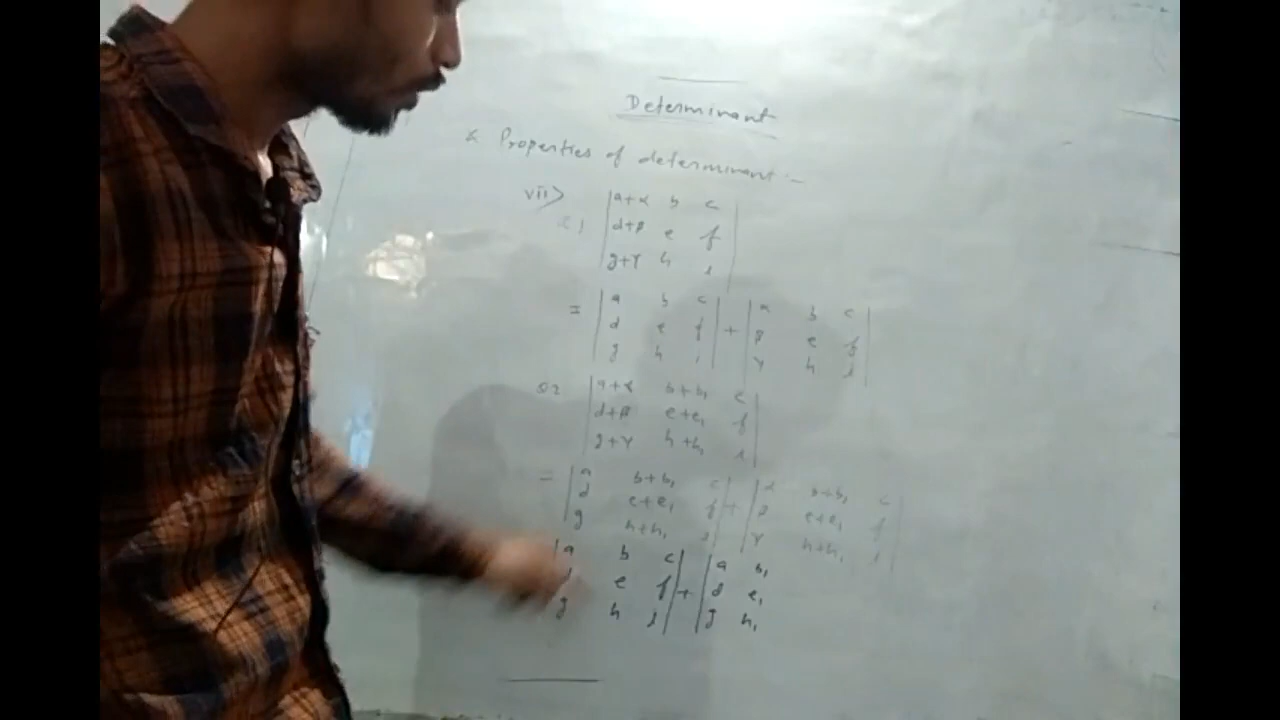 Determinant
× Properties of determinant :-
vii>
|a+α b c|
|d+β e f|
|g+γ h i|
= |a b c| + |α b c|
|d e f| |β e f|
|g h i| |γ h i|
|a+α b+b₁ c|
|d+β e+e₁ f|
|g+γ h+h₁ i|
= |a b+b₁ c| + |α b+b₁ c|
|d e+e₁ f| |β e+e₁ f|
|g h+h₁ i| |γ h+h₁ i|
|a b c| + |a b₁
e f| |d e₁
g h i| |g h₁